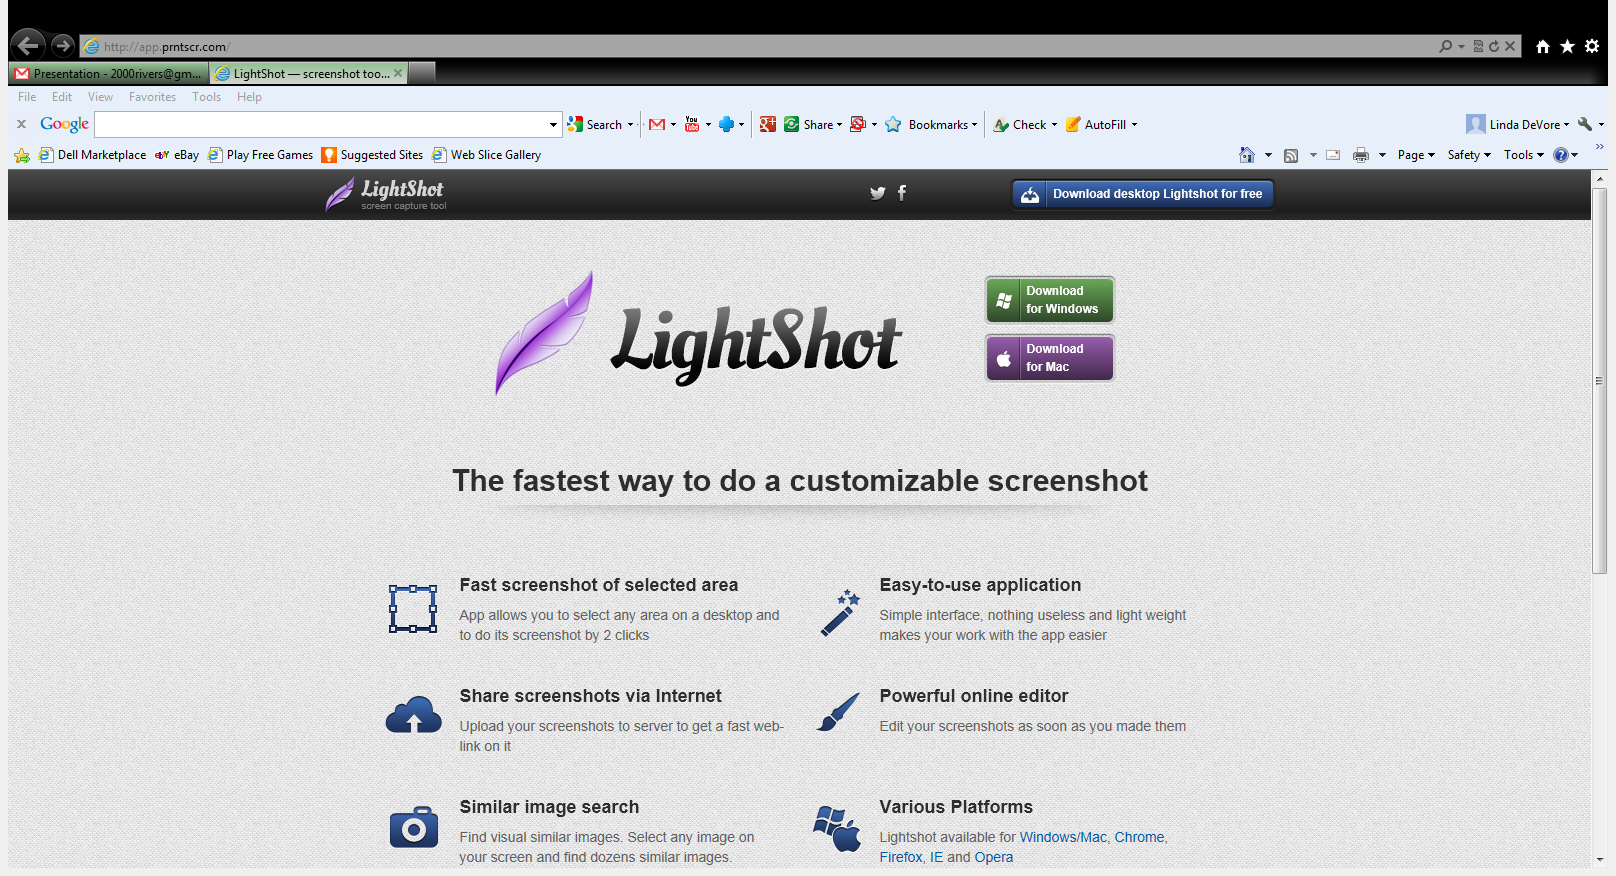 http://app.prntscr.com/
Presentation - 2000rivers@gm...
LightShot — screenshot too...
File Edit View Favorites Tools Help
x Google Search Share Bookmarks Check AutoFill Linda DeVore
Dell Marketplace eBay Play Free Games Suggested Sites Web Slice Gallery Page Safety Tools
LightShot
screen capture tool
Download desktop Lightshot for free
LightShot
Download
for Windows
Download
for Mac
The fastest way to do a customizable screenshot
Fast screenshot of selected area
App allows you to select any area on a desktop and
to do its screenshot by 2 clicks
Easy-to-use application
Simple interface, nothing useless and light weight
makes your work with the app easier
Share screenshots via Internet
Upload your screenshots to server to get a fast web-
link on it
Powerful online editor
Edit your screenshots as soon as you made them
Similar image search
Find visual similar images. Select any image on
your screen and find dozens similar images.
Various Platforms
Lightshot available for Windows/Mac, Chrome,
Firefox, IE and Opera